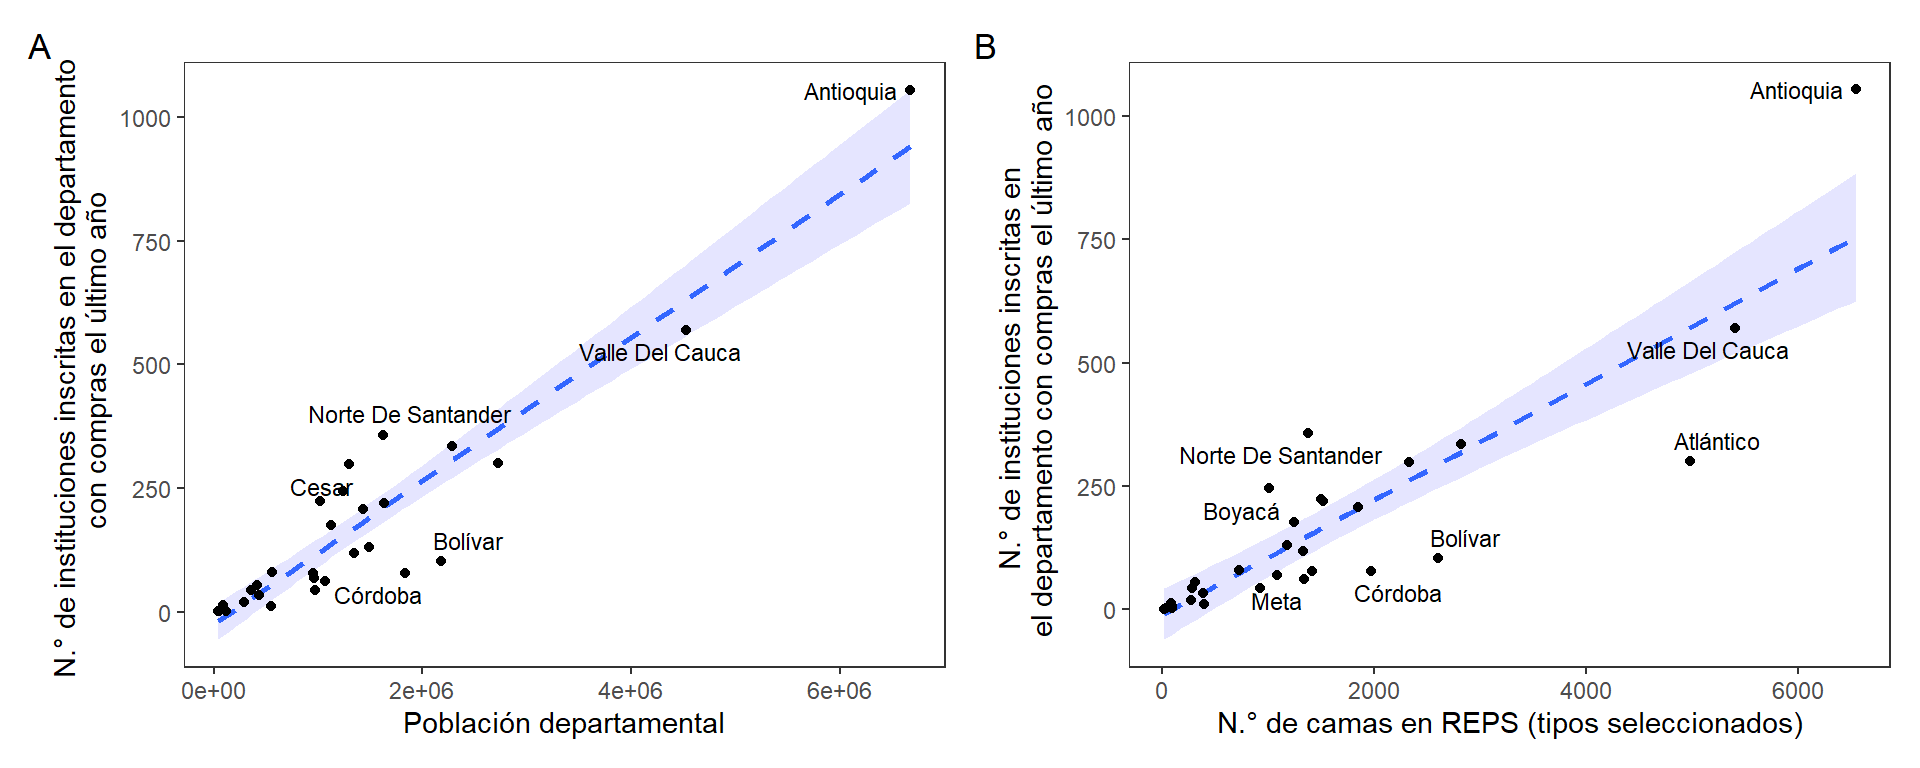 A
N.° de instituciones inscritas en el departamento
con compras el último año
1000
750
500
250
0
Antioquia
Valle Del Cauca
Norte De Santander
Cesar
Bolívar
Córdoba
0e+00
2e+06
4e+06
6e+06
Población departamental
B
N.° de instituciones inscritas en
el departamento con compras el último año
1000
750
500
250
0
Antioquia
Valle Del Cauca
Atlántico
Norte De Santander
Boyacá
Bolívar
Córdoba
Meta
0
2000
4000
6000
N.° de camas en REPS (tipos seleccionados)